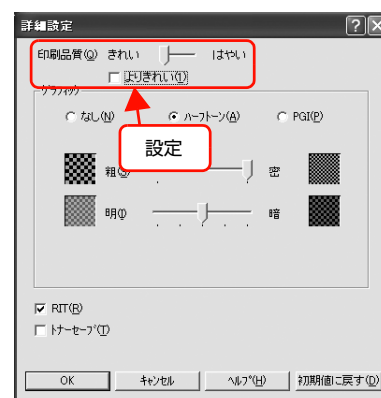 詳細設定
印刷品質(Q) きれい はやい
よりきれい(1)
グラフィック
なし(N) ハーフトーン(A) PGI(P)
設定
粗(G) 密
明(I) 暗
RIT(R)
トナーセーブ(T)
OK キャンセル ヘルプ(H) 初期値に戻す(D)